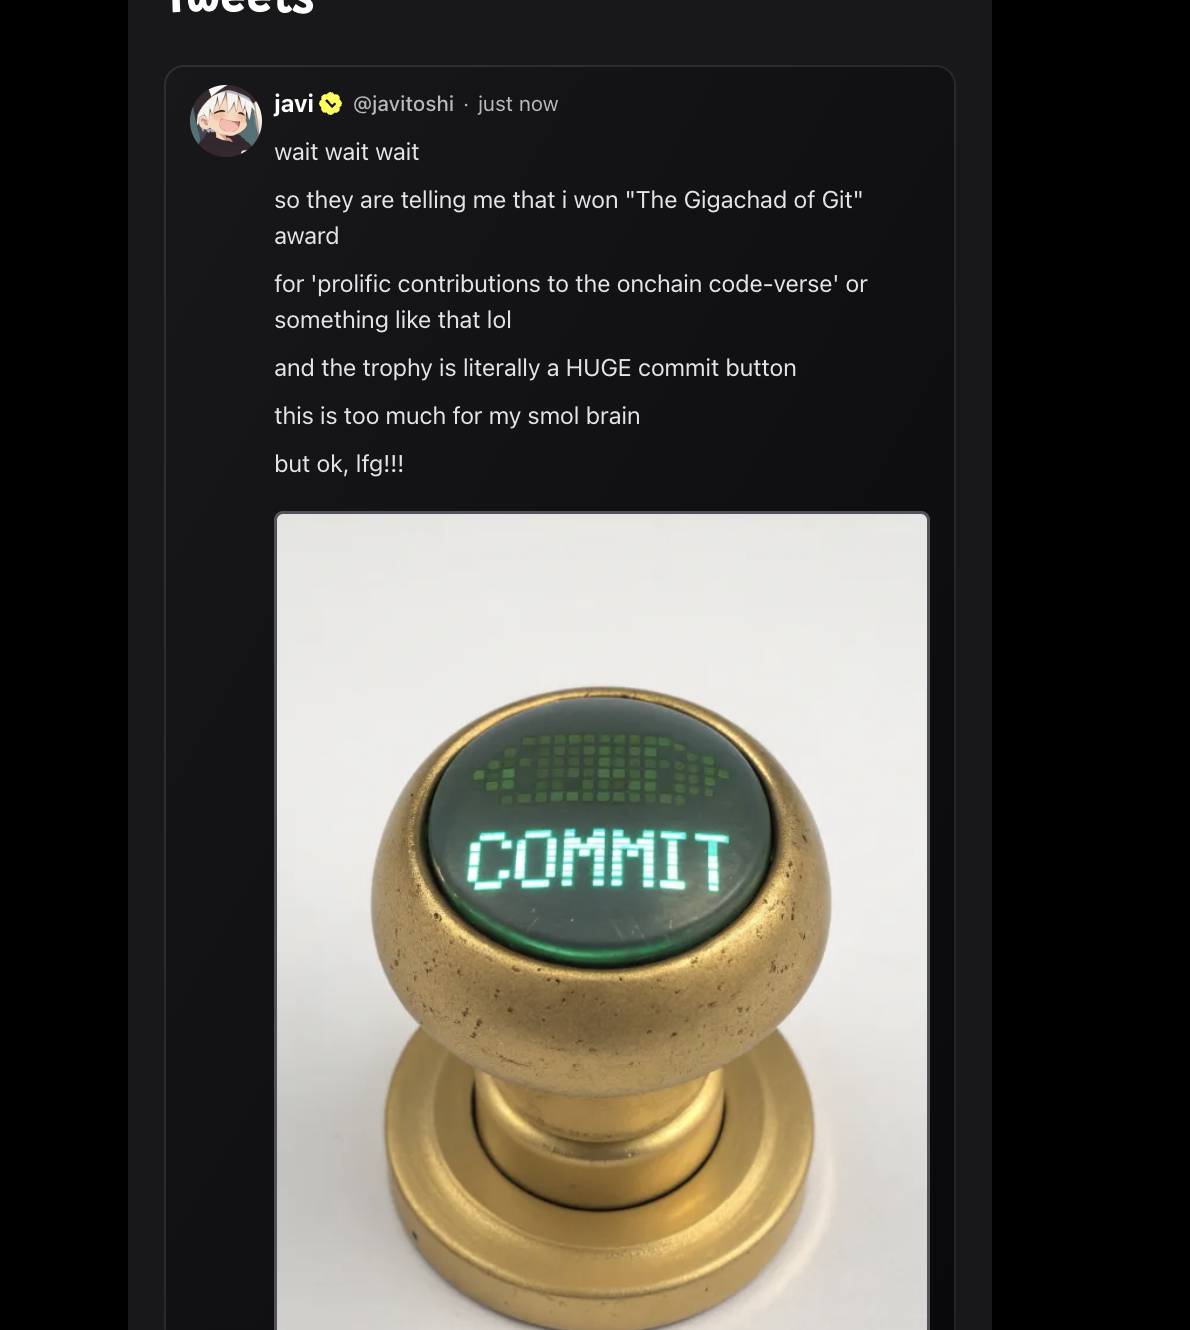 Tweets
javi @javitoshi · just now
wait wait wait
so they are telling me that i won "The Gigachad of Git"
award
for 'prolific contributions to the onchain code-verse' or
something like that lol
and the trophy is literally a HUGE commit button
this is too much for my smol brain
but ok, lfg!!!
COMMIT